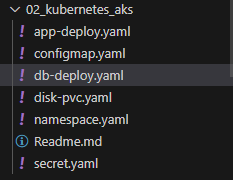 02_kubernetes_aks
! app-deploy.yaml
! configmap.yaml
! db-deploy.yaml
! disk-pvc.yaml
! namespace.yaml
Readme.md
! secret.yaml